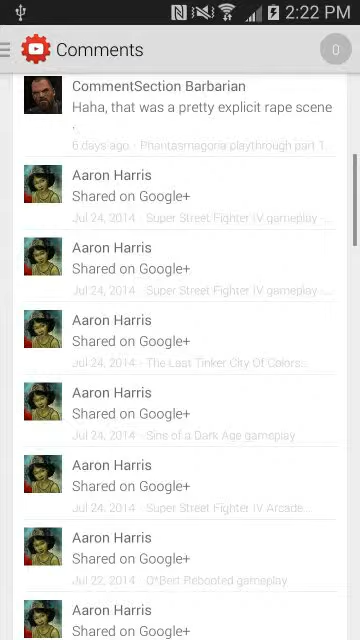 2:22 PM
Comments
0
CommentSection Barbarian
Haha, that was a pretty explicit rape scene
.
6 days ago · Phantasmagoria playthrough part 1...
Aaron Harris
Shared on Google+
Jul 24, 2014 · Super Street Fighter IV gameplay -...
Aaron Harris
Shared on Google+
Jul 24, 2014 · Super Street Fighter IV gameplay -...
Aaron Harris
Shared on Google+
Jul 24, 2014 · The Last Tinker City Of Colors...
Aaron Harris
Shared on Google+
Jul 24, 2014 · Sins of a Dark Age gameplay
Aaron Harris
Shared on Google+
Jul 24, 2014 · Super Street Fighter IV Arcade...
Aaron Harris
Shared on Google+
Jul 22, 2014 · Q*Bert Rebooted gameplay
Aaron Harris
Shared on Google+